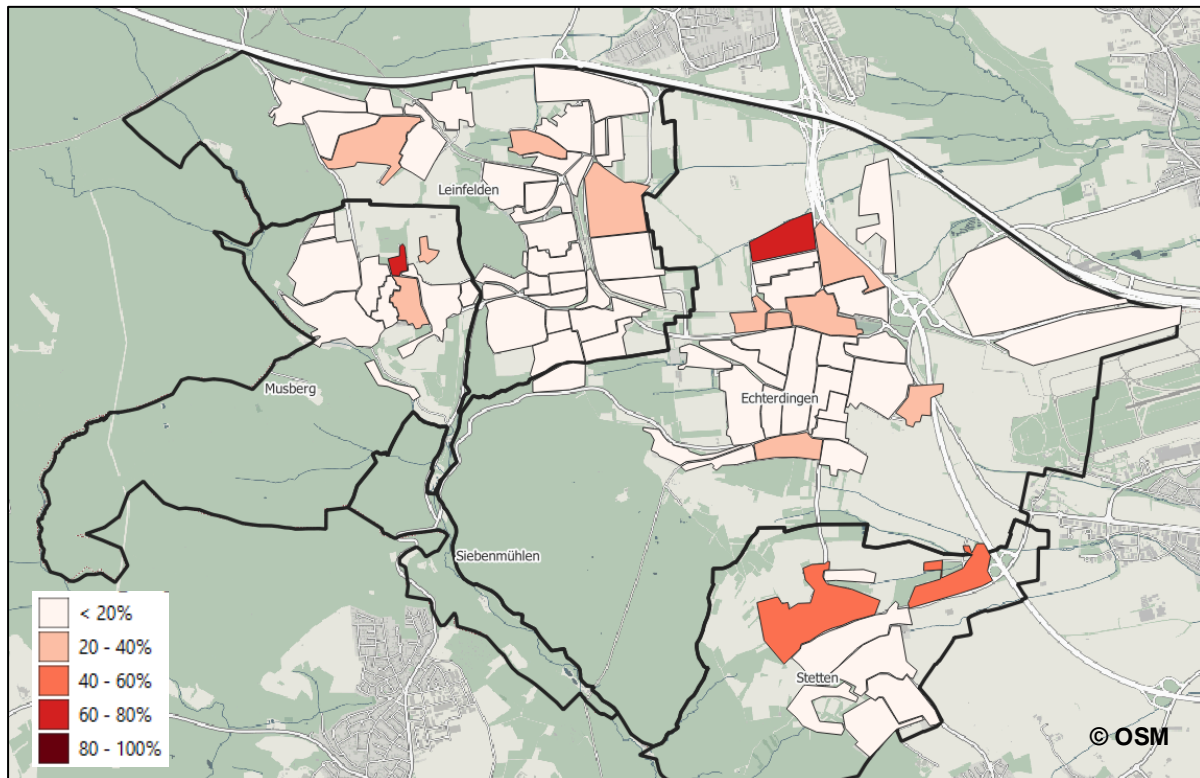 Leinfelden
Musberg
Echterdingen
Siebenmühlen
Stetten
< 20%
20 - 40%
40 - 60%
60 - 80%
80 - 100%
© OSM